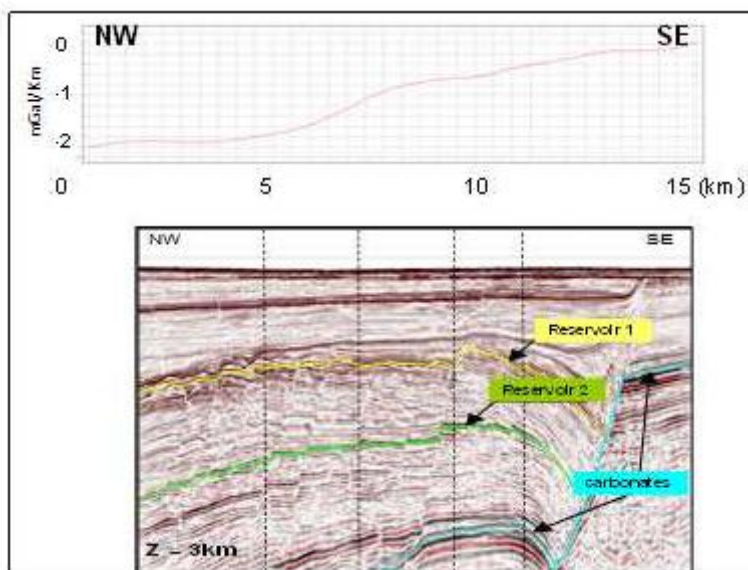 NW SE
0
-1
-2
mGal/Km
0 5 10 15 (km)
NW SE
Reservoir 1
Reservoir 2
carbonates
Z = 3km